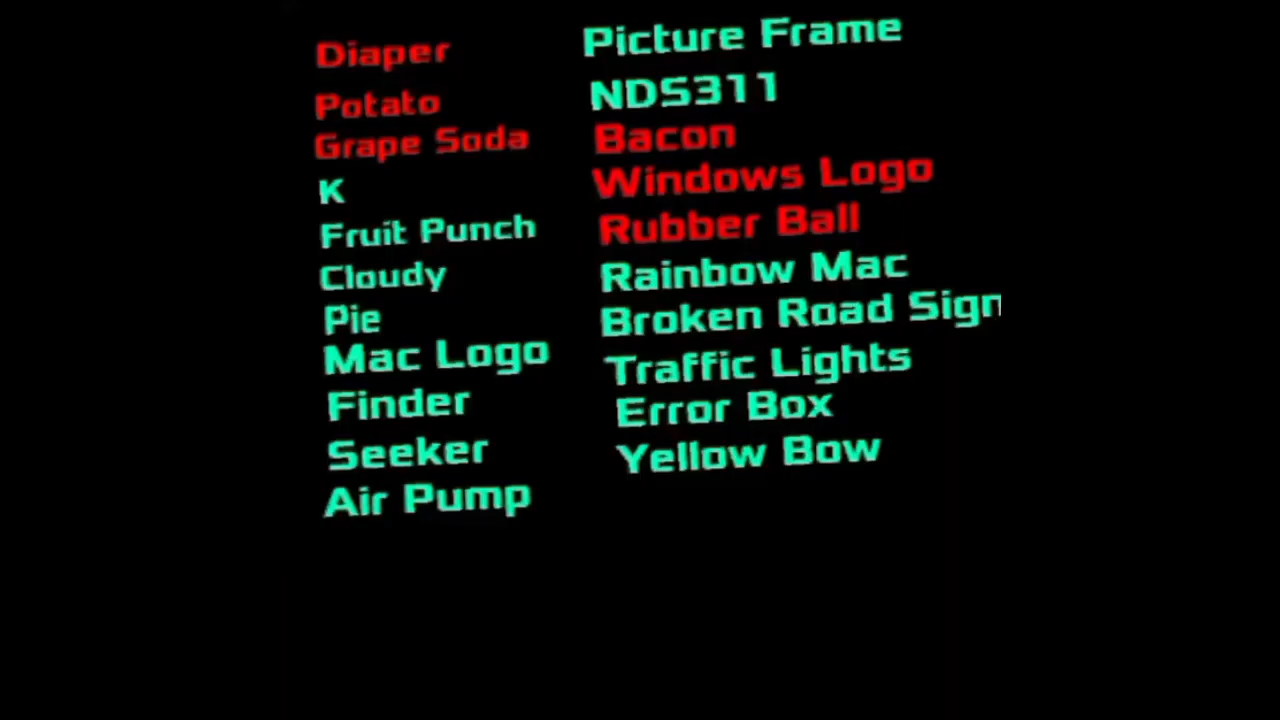 Diaper
Potato
Grape Soda
K
Fruit Punch
Cloudy
Pie
Mac Logo
Finder
Seeker
Air Pump
Picture Frame
NDS311
Bacon
Windows Logo
Rubber Ball
Rainbow Mac
Broken Road Sign
Traffic Lights
Error Box
Yellow Bow